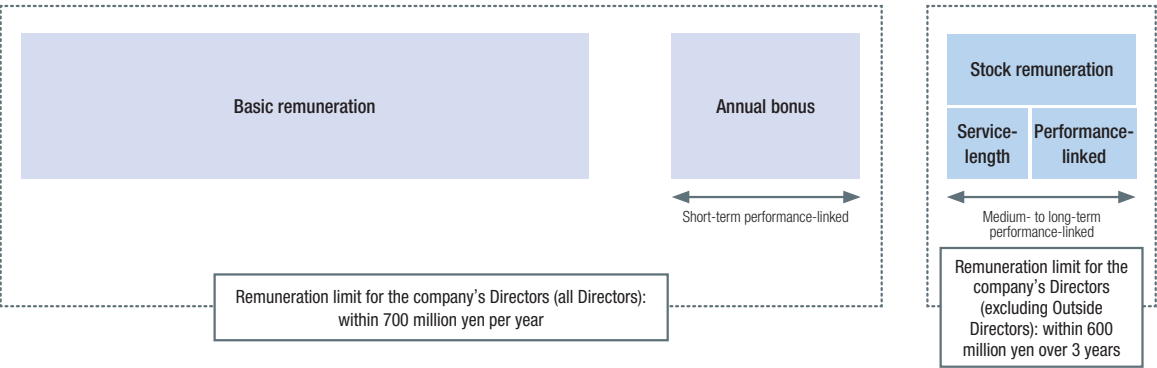 Basic remuneration
Annual bonus
Short-term performance-linked
Remuneration limit for the company's Directors (all Directors):
within 700 million yen per year
Stock remuneration
Service-
length
Performance-
linked
Medium- to long-term
performance-linked
Remuneration limit for the
company's Directors
(excluding Outside
Directors): within 600
million yen over 3 years